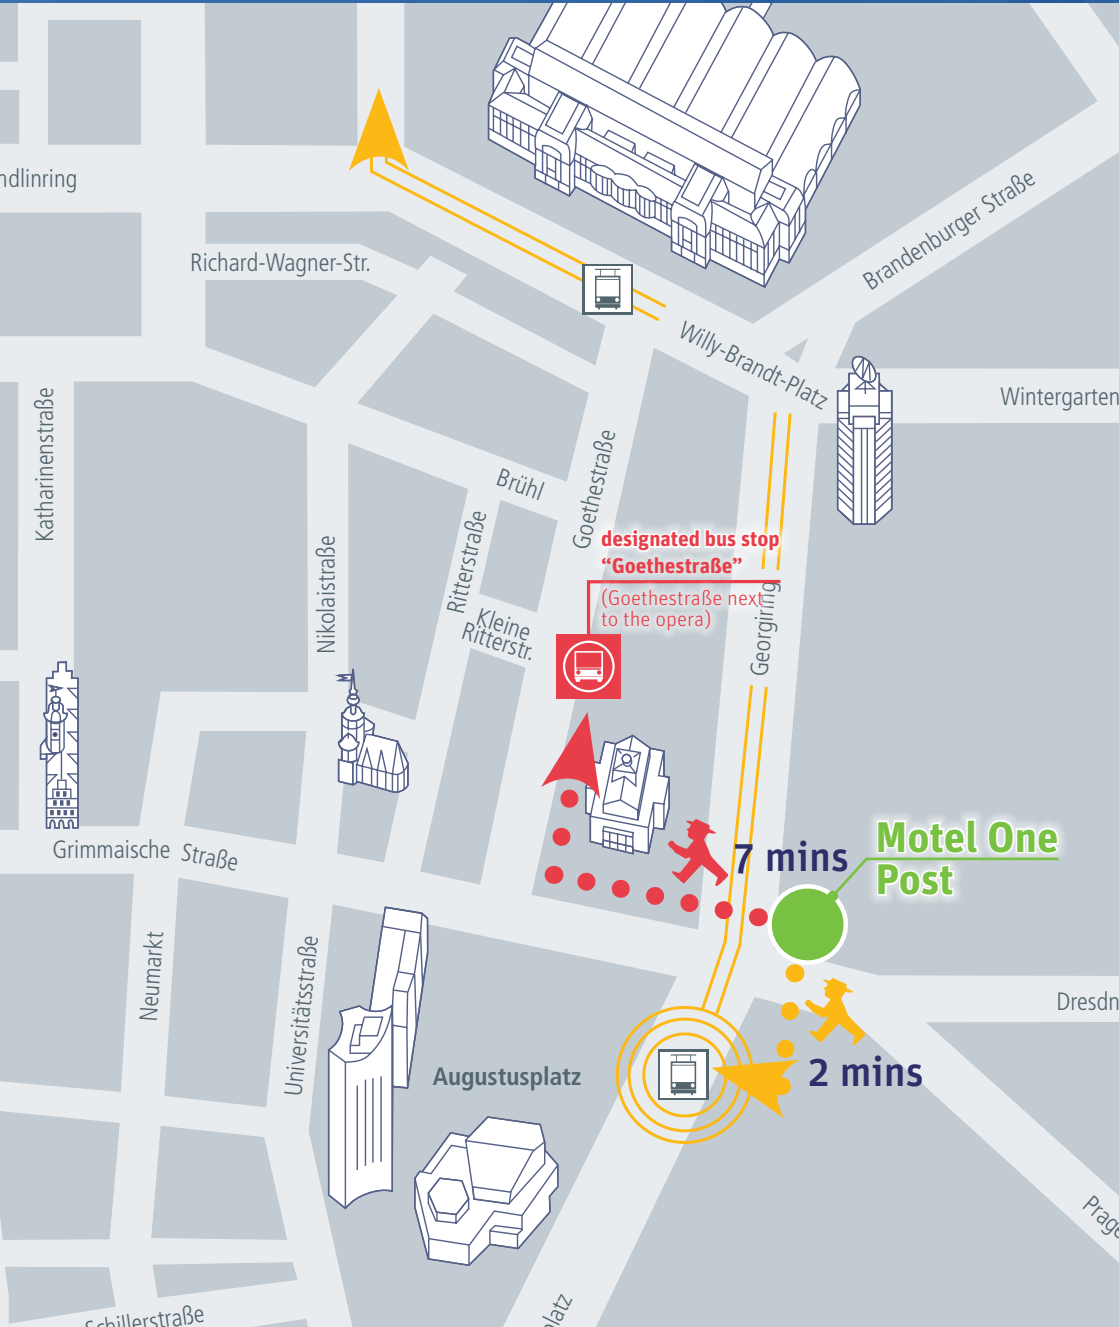 ndlinring
Richard-Wagner-Str.
Brandenburger Straße
Willy-Brandt-Platz
Wintergarten
Katharinenstraße
Brühl
Goethestraße
Nikolaistraße
Ritterstraße
designated bus stop
“Goethestraße”
(Goethestraße next
to the opera)
Georgiring
Kleine
Ritterstr.
Grimmaische Straße
7 mins
Motel One
Post
Neumarkt
Universitätsstraße
Dresdn
Augustusplatz
2 mins
Prage
Schillerstraße
platz